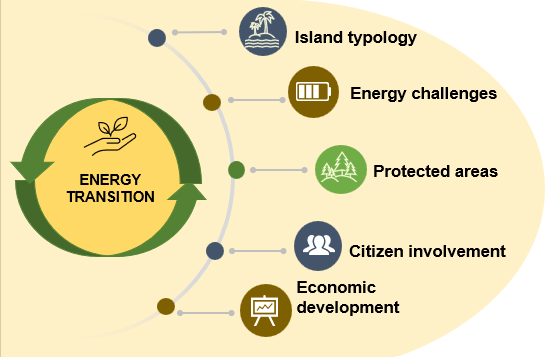 Island typology
Energy challenges
ENERGY
TRANSITION
Protected areas
Citizen involvement
Economic
development